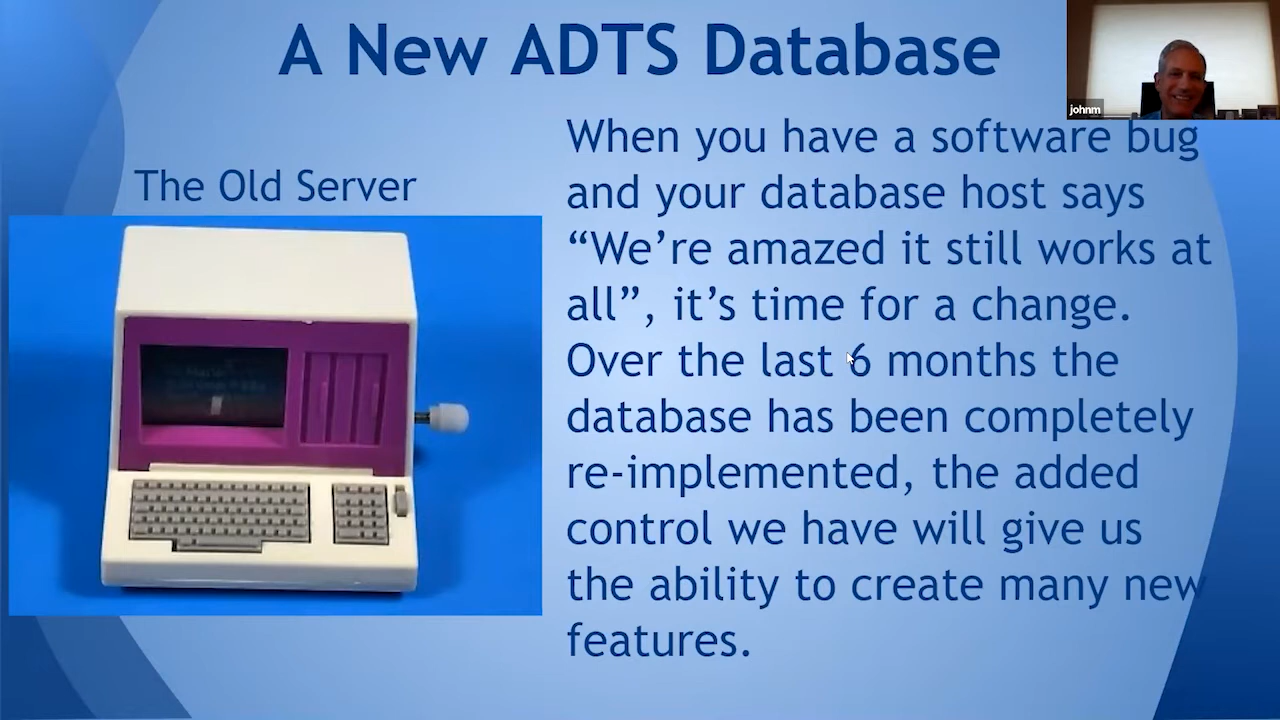 A New ADTS Database
johnm
The Old Server
When you have a software bug
and your database host says
“We’re amazed it still works at
all”, it’s time for a change.
Over the last 6 months the
database has been completely
re-implemented, the added
control we have will give us
the ability to create many new
features.